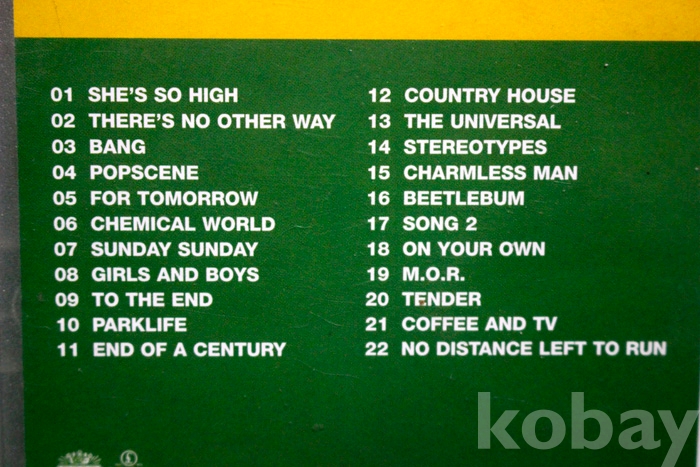 01 SHE'S SO HIGH
02 THERE'S NO OTHER WAY
03 BANG
04 POPSCENE
05 FOR TOMORROW
06 CHEMICAL WORLD
07 SUNDAY SUNDAY
08 GIRLS AND BOYS
09 TO THE END
10 PARKLIFE
11 END OF A CENTURY
12 COUNTRY HOUSE
13 THE UNIVERSAL
14 STEREOTYPES
15 CHARMLESS MAN
16 BEETLEBUM
17 SONG 2
18 ON YOUR OWN
19 M.O.R.
20 TENDER
21 COFFEE AND TV
22 NO DISTANCE LEFT TO RUN
kobay